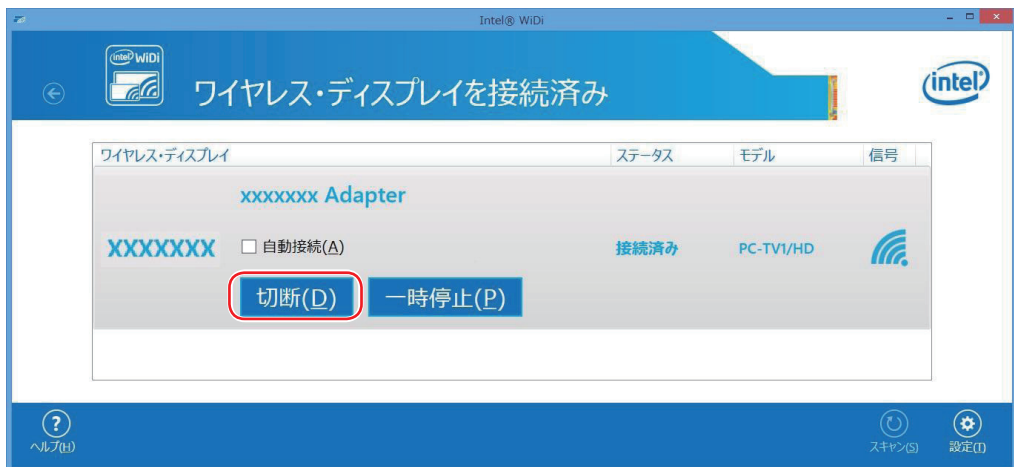 Intel® WiDi
intel WiDi
ワイヤレス・ディスプレイを接続済み
intel
ワイヤレス・ディスプレイ ステータス モデル 信号
xxxxxxx Adapter
XXXXXXX 自動接続(A) 接続済み PC-TV1/HD
切断(D) 一時停止(P)
?
ヘルプ(H) スキャン(S) 設定(I)